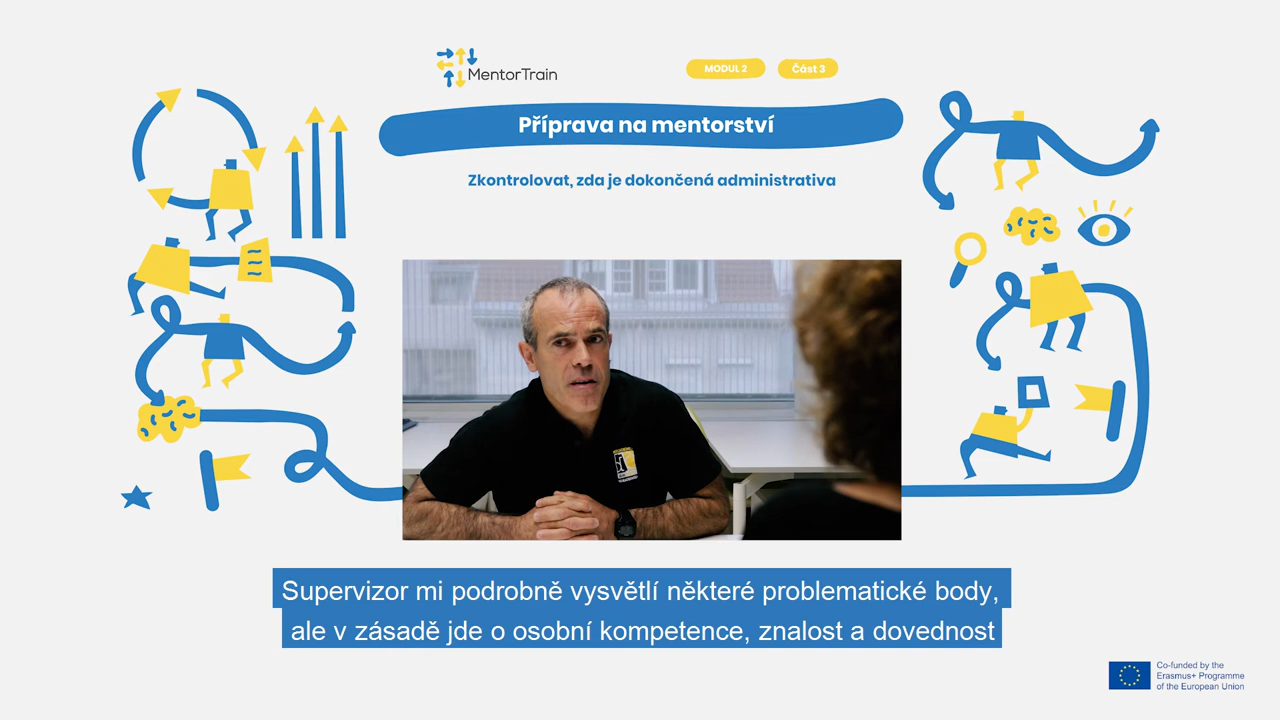 MentorTrain
MODUL 2
Část 3
Příprava na mentorství
Zkontrolovat, zda je dokončená administrativa
Supervizor mi podrobně vysvětlí některé problematické body,
ale v zásadě jde o osobní kompetence, znalost a dovednost
Co-funded by the
Erasmus+ Programme
of the European Union